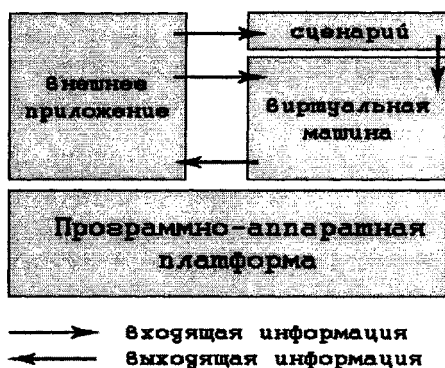 сценарий
внешнее
приложение
виртуальная
машина
Программно-аппаратная
платформа
входящая информация
выходящая информация